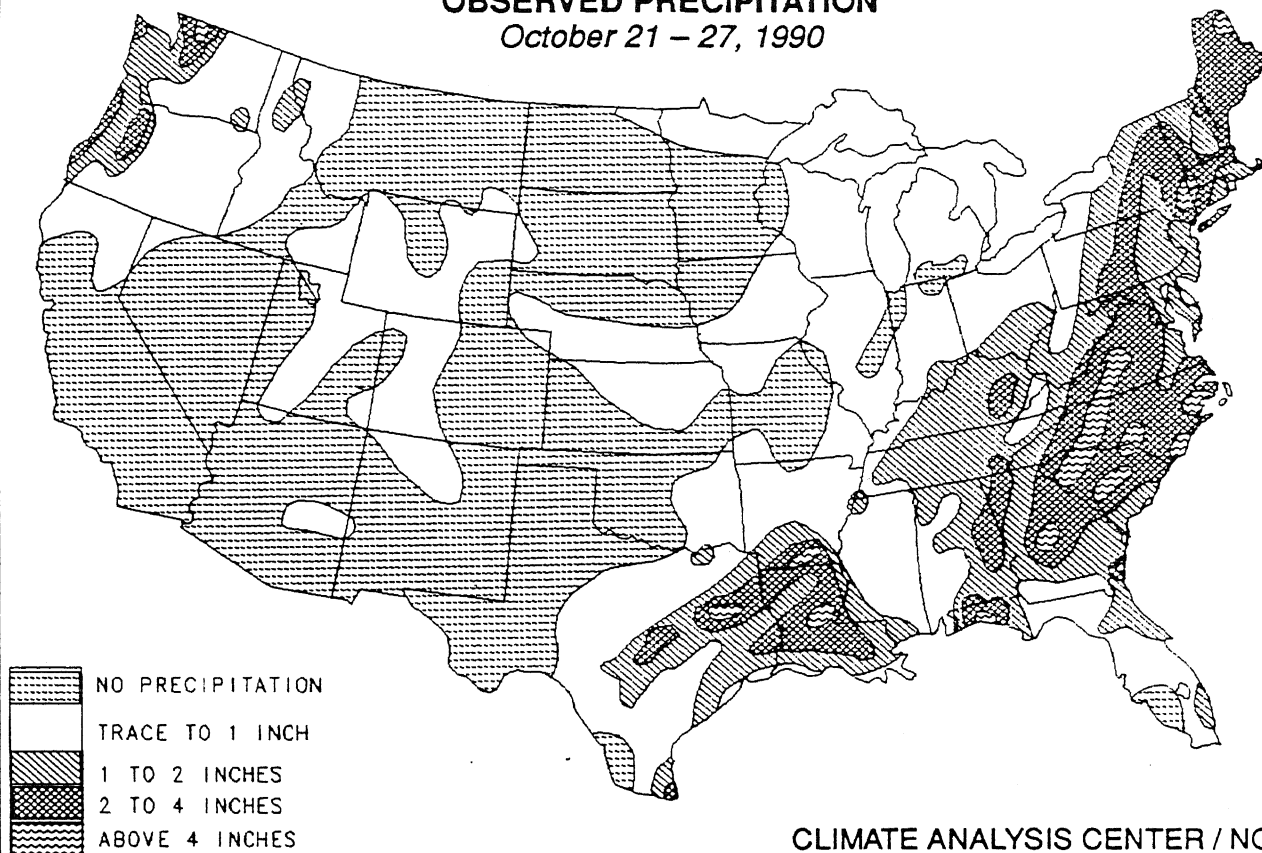 OBSERVED PRECIPITATION
October 21 – 27, 1990
NO PRECIPITATION
TRACE TO 1 INCH
1 TO 2 INCHES
2 TO 4 INCHES
ABOVE 4 INCHES
CLIMATE ANALYSIS CENTER / NO